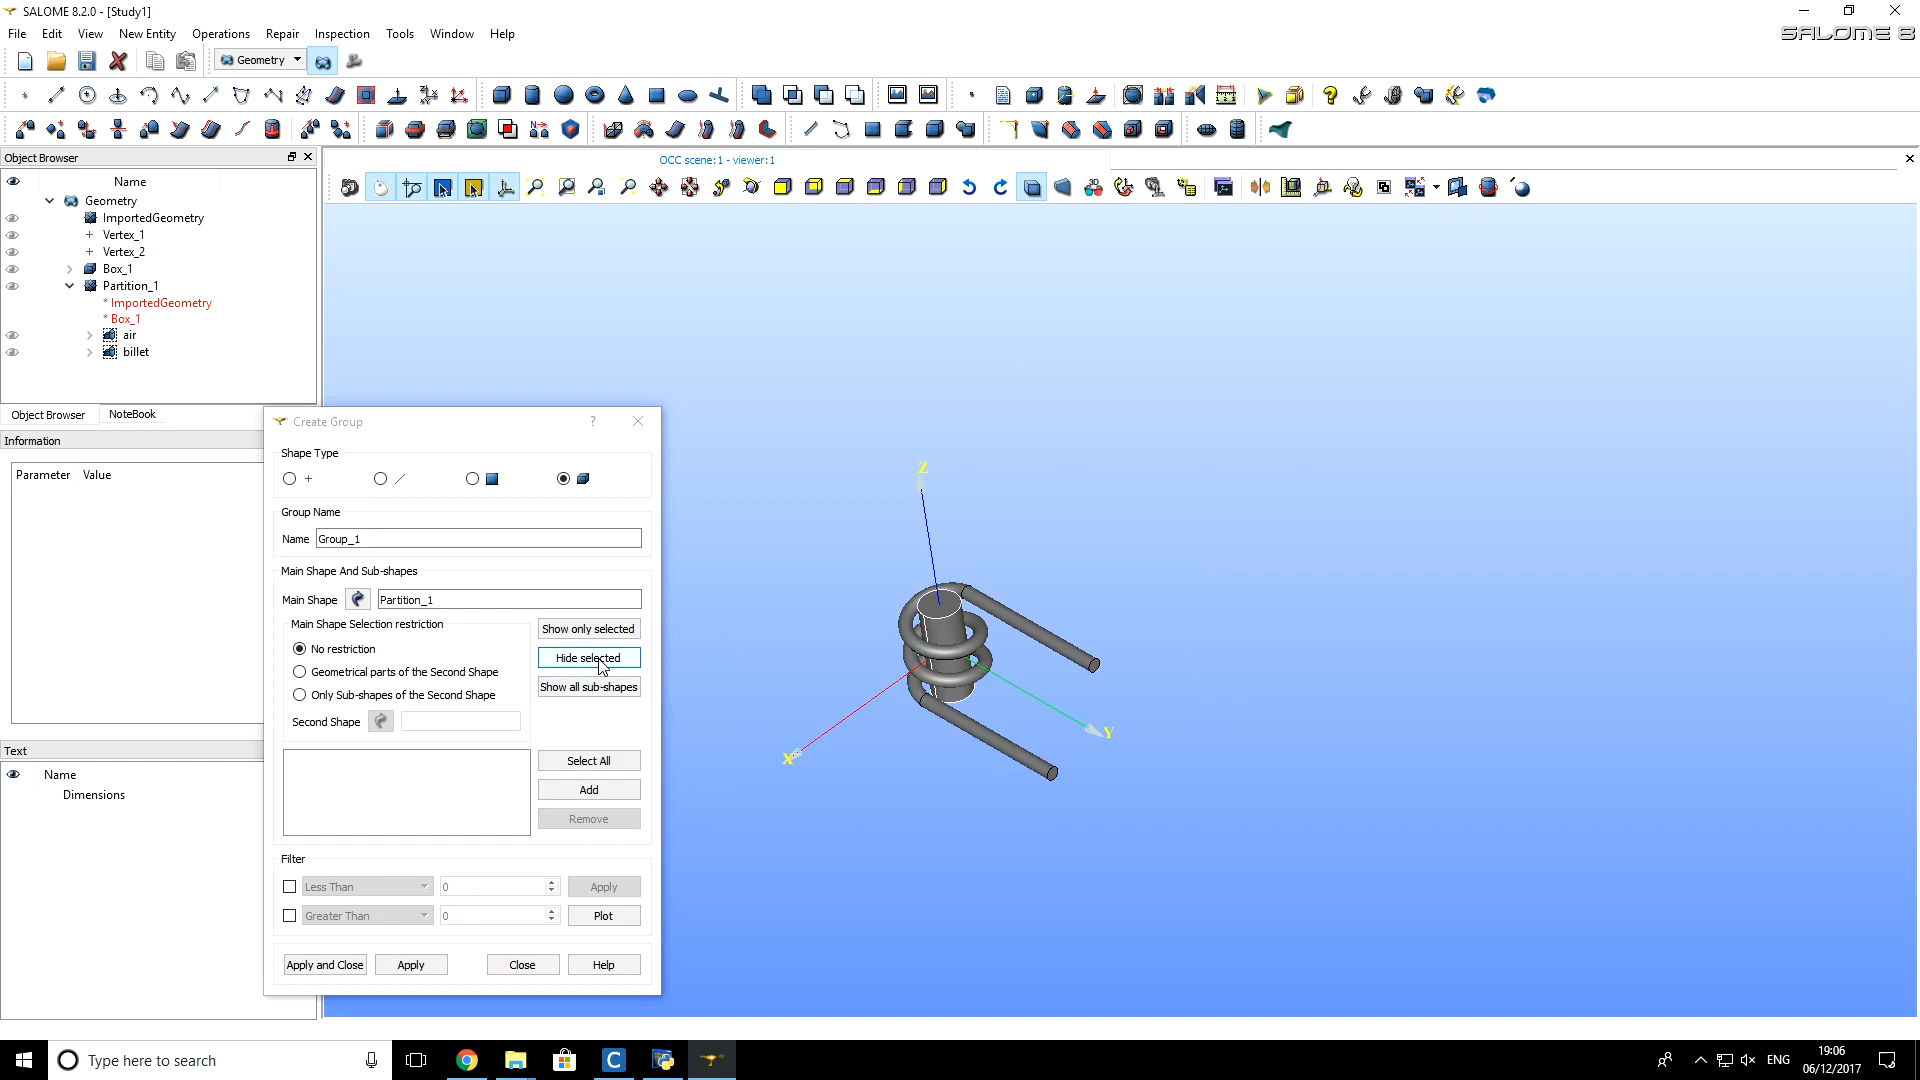 SALOME 8.2.0 - [Study1]
File Edit View New Entity Operations Repair Inspection Tools Window Help
SALOME 8
Geometry
Object Browser
OCC scene:1 - viewer:1
Name
Geometry
ImportedGeometry
Vertex_1
Vertex_2
Box_1
Partition_1
* ImportedGeometry
* Box_1
air
billet
Object Browser NoteBook
Information
Parameter Value
Text
Name
Dimensions
Create Group
?
Shape Type
Group Name
Name Group_1
Main Shape And Sub-shapes
Main Shape Partition_1
Main Shape Selection restriction
Show only selected
No restriction
Hide selected
Geometrical parts of the Second Shape
Show all sub-shapes
Only Sub-shapes of the Second Shape
Second Shape
Select All
Add
Remove
Filter
Less Than 0 Apply
Greater Than 0 Plot
Apply and Close Apply Close Help
Z
X
Y
Type here to search
ENG
19:06
06/12/2017